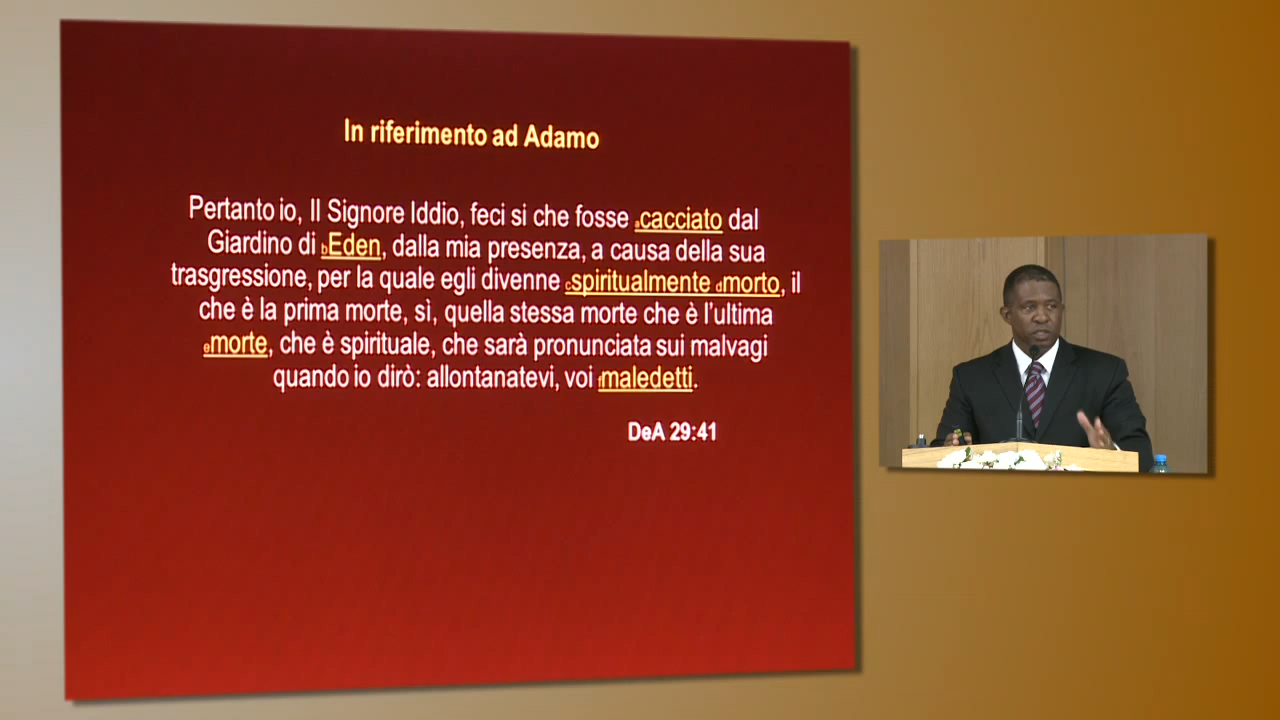 In riferimento ad Adamo
Pertanto io, Il Signore Iddio, feci si che fosse acacciato dal
Giardino di bEden, dalla mia presenza, a causa della sua
trasgressione, per la quale egli divenne cspiritualmente dmorto, il
che è la prima morte, sì, quella stessa morte che è l'ultima
emorte, che è spirituale, che sarà pronunciata sui malvagi
quando io dirò: allontanatevi, voi fmaledetti.
DeA 29:41